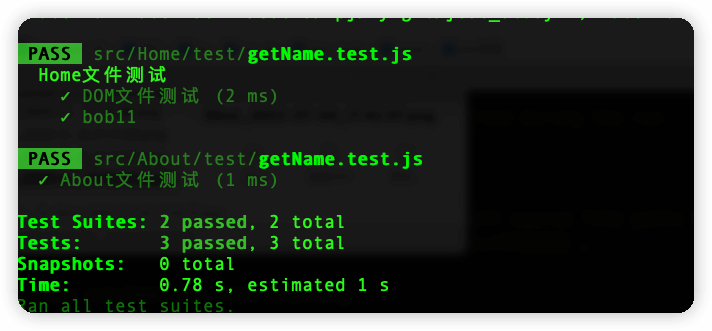 PASS src/Home/test/getName.test.js
Home文件测试
✓ DOM文件测试 (2 ms)
✓ bob11
PASS src/About/test/getName.test.js
✓ About文件测试 (1 ms)
Test Suites: 2 passed, 2 total
Tests: 3 passed, 3 total
Snapshots: 0 total
Time: 0.78 s, estimated 1 s
Ran all test suites.